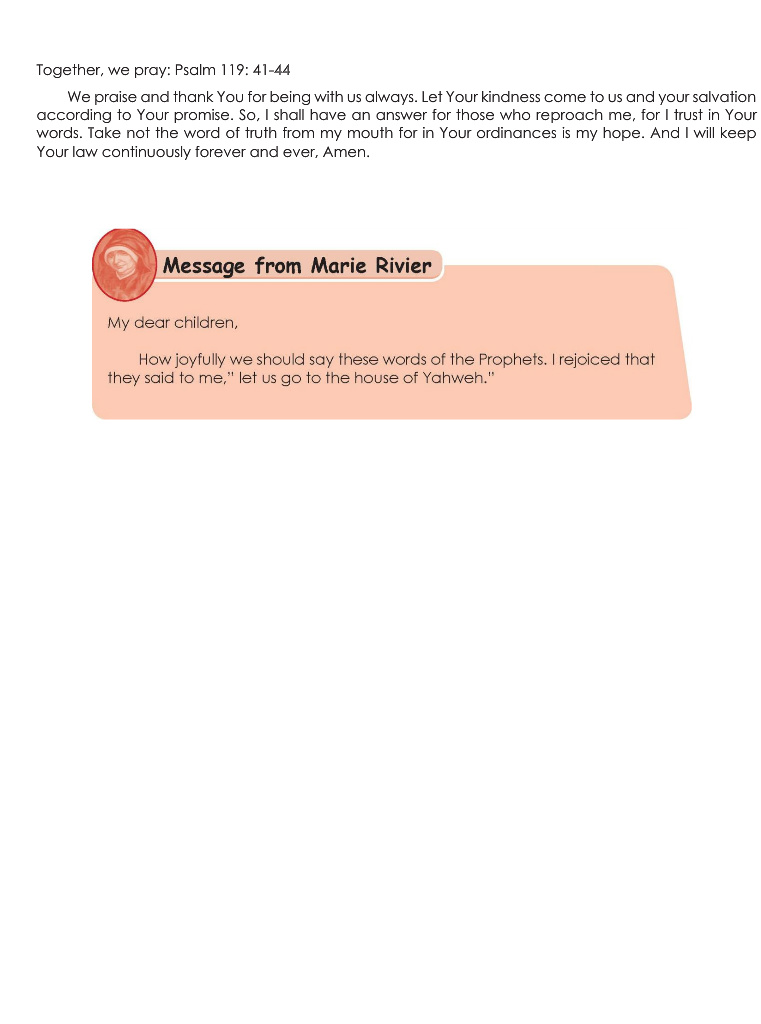 Together, we pray: Psalm 119: 41-44
We praise and thank You for being with us always. Let Your kindness come to us and your salvation
according to Your promise. So, I shall have an answer for those who reproach me, for I trust in Your
words. Take not the word of truth from my mouth for in Your ordinances is my hope. And I will keep
Your law continuously forever and ever, Amen.
Message from Marie Rivier
My dear children,
How joyfully we should say these words of the Prophets. I rejoiced that
they said to me,” let us go to the house of Yahweh.”